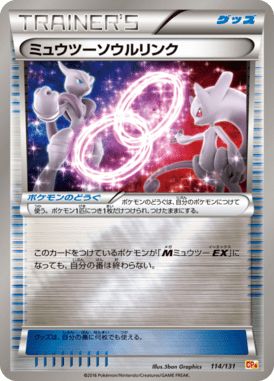 TRAINER'S グッズ
ミュウツーソウルリンク
ポケモンのどうぐ
ポケモンのどうぐは、自分のポケモンにつけて
使う。ポケモン1匹につき1枚だけつけられ、つけたままにする。
このカードをつけているポケモンが「MミュウツーEX」に
なっても、自分の番は終わらない。
グッズは、自分の番に何枚でも使える。
Illus.5ban Graphics CP4 114/131
©2016 Pokémon/Nintendo/Creatures/GAME FREAK.